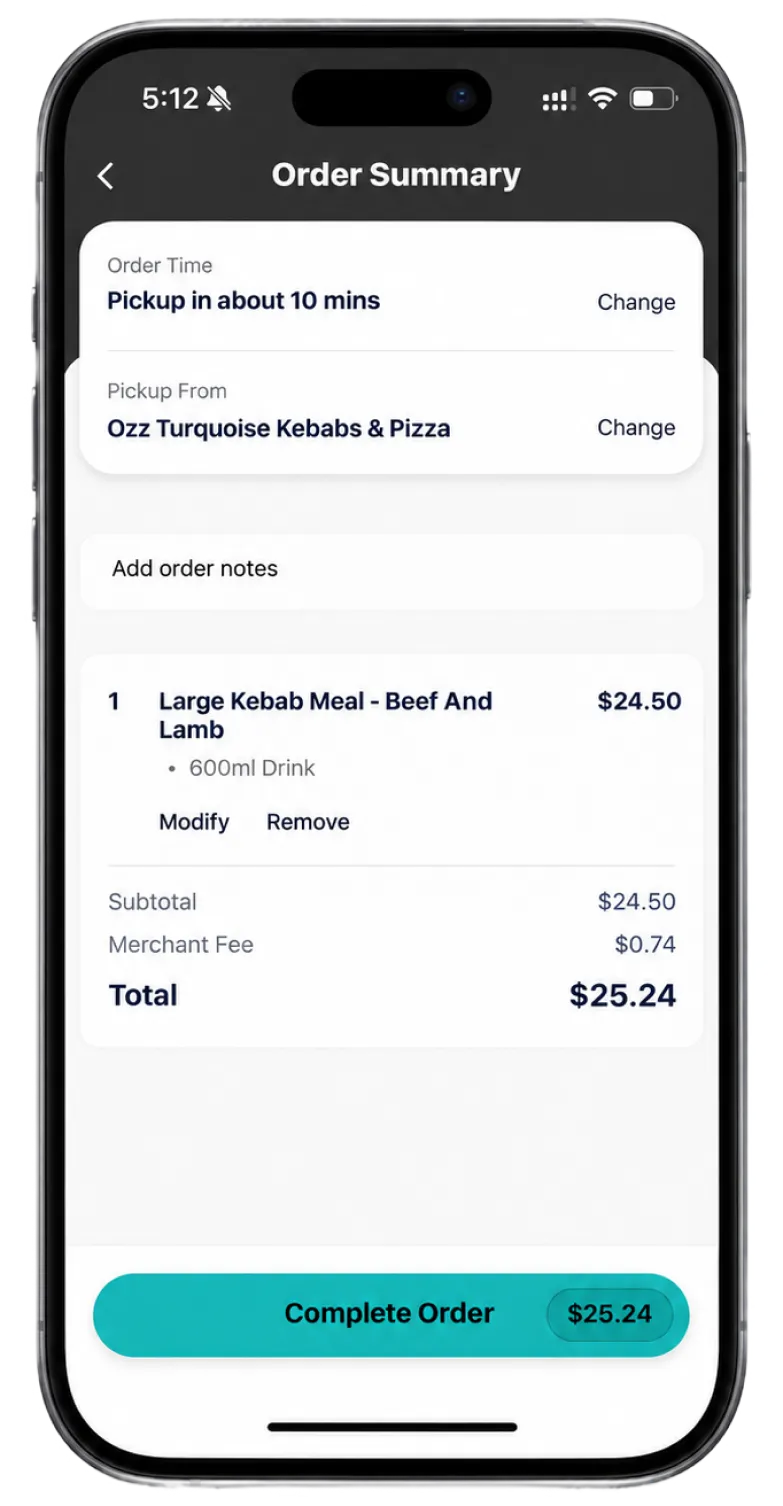 5:12
Order Summary
Order Time
Pickup in about 10 mins
Change
Pickup From
Ozz Turquoise Kebabs & Pizza
Change
Add order notes
1 Large Kebab Meal - Beef And $24.50
Lamb
• 600ml Drink
Modify Remove
Subtotal $24.50
Merchant Fee $0.74
Total $25.24
Complete Order $25.24